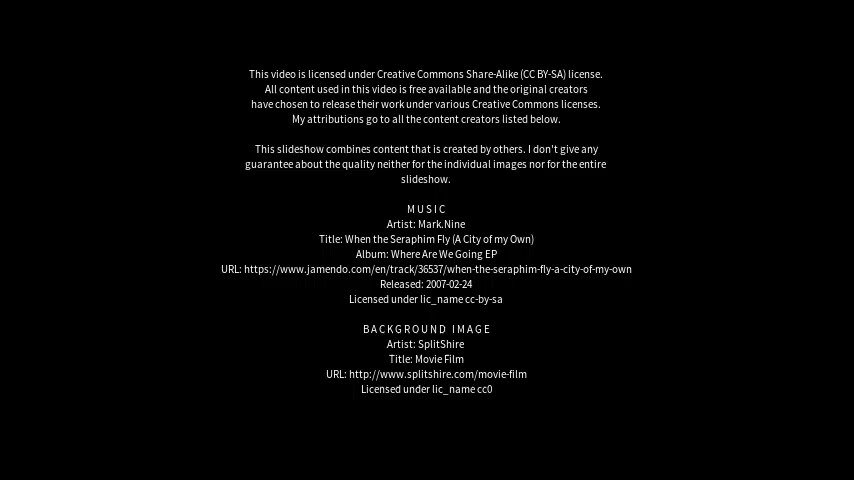 This video is licensed under Creative Commons Share-Alike (CC BY-SA) license.
All content used in this video is free available and the original creators
have chosen to release their work under various Creative Commons licenses.
My attributions go to all the content creators listed below.
This slideshow combines content that is created by others. I don't give any
guarantee about the quality neither for the individual images nor for the entire
slideshow.
MUSIC
Artist: Mark.Nine
Title: When the Seraphim Fly (A City of my Own)
Album: Where Are We Going EP
URL: https://www.jamendo.com/en/track/36537/when-the-seraphim-fly-a-city-of-my-own
Released: 2007-02-24
Licensed under lic_name cc-by-sa
BACKGROUND IMAGE
Artist: SplitShire
Title: Movie Film
URL: http://www.splitshire.com/movie-film
Licensed under lic_name cc0